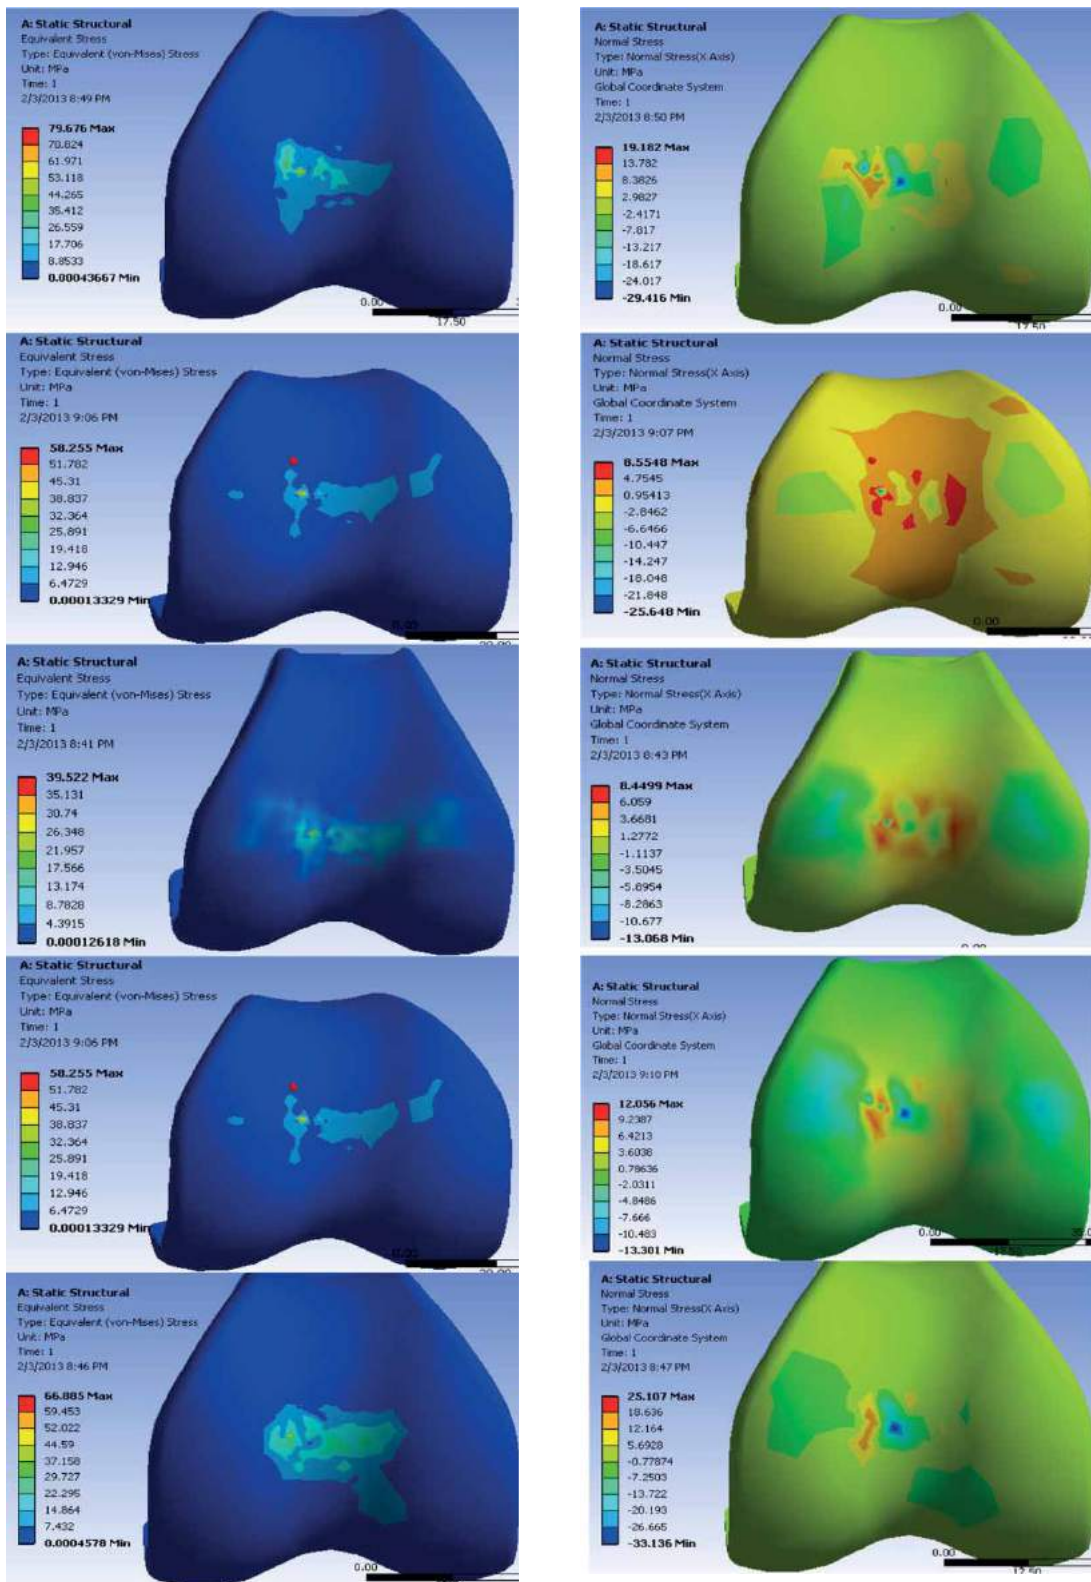 A: Static Structural
Equivalent Stress
Type: Equivalent (von-Mises) Stress
Unit: MPa
Time: 1
2/3/2013 8:49 PM
79.676 Max
70.824
61.971
53.118
44.265
35.412
26.559
17.706
8.8533
0.00043667 Min
0.00
17.50
A: Static Structural
Normal Stress
Type: Normal Stress(X Axis)
Unit: MPa
Global Coordinate System
Time: 1
2/3/2013 8:50 PM
19.182 Max
13.782
8.3826
2.9827
-2.4171
-7.817
-13.217
-18.617
-24.017
-29.416 Min
0.00
17.50
A: Static Structural
Equivalent Stress
Type: Equivalent (von-Mises) Stress
Unit: MPa
Time: 1
2/3/2013 9:06 PM
58.255 Max
51.782
45.31
38.837
32.364
25.891
19.418
12.946
6.4729
0.00013329 Min
0.00
A: Static Structural
Normal Stress
Type: Normal Stress(X Axis)
Unit: MPa
Global Coordinate System
Time: 1
2/3/2013 9:07 PM
8.5548 Max
4.7545
0.95413
-2.8462
-6.6466
-10.447
-14.247
-18.048
-21.848
-25.648 Min
0.00
A: Static Structural
Equivalent Stress
Type: Equivalent (von-Mises) Stress
Unit: MPa
Time: 1
2/3/2013 8:41 PM
39.522 Max
35.131
30.74
26.348
21.957
17.566
13.174
8.7828
4.3915
0.00012618 Min
A: Static Structural
Normal Stress
Type: Normal Stress(X Axis)
Unit: MPa
Global Coordinate System
Time: 1
2/3/2013 8:43 PM
8.4499 Max
6.059
3.6681
1.2772
-1.1137
-3.5045
-5.8954
-8.2863
-10.677
-13.068 Min
0.00
A: Static Structural
Equivalent Stress
Type: Equivalent (von-Mises) Stress
Unit: MPa
Time: 1
2/3/2013 9:06 PM
58.255 Max
51.782
45.31
38.837
32.364
25.891
19.418
12.946
6.4729
0.00013329 Min
0.00
A: Static Structural
Normal Stress
Type: Normal Stress(X Axis)
Unit: MPa
Global Coordinate System
Time: 1
2/3/2013 9:10 PM
12.056 Max
9.2387
6.4213
3.6038
0.78636
-2.0311
-4.8486
-7.666
-10.483
-13.301 Min
0.00
17.50
A: Static Structural
Equivalent Stress
Type: Equivalent (von-Mises) Stress
Unit: MPa
Time: 1
2/3/2013 8:46 PM
66.885 Max
59.453
52.022
44.59
37.158
29.727
22.295
14.864
7.432
0.0004578 Min
0.00
A: Static Structural
Normal Stress
Type: Normal Stress(X Axis)
Unit: MPa
Global Coordinate System
Time: 1
2/3/2013 8:47 PM
25.107 Max
18.636
12.164
5.6928
-0.77874
-7.2503
-13.722
-20.193
-26.665
-33.136 Min
0.00
12.50